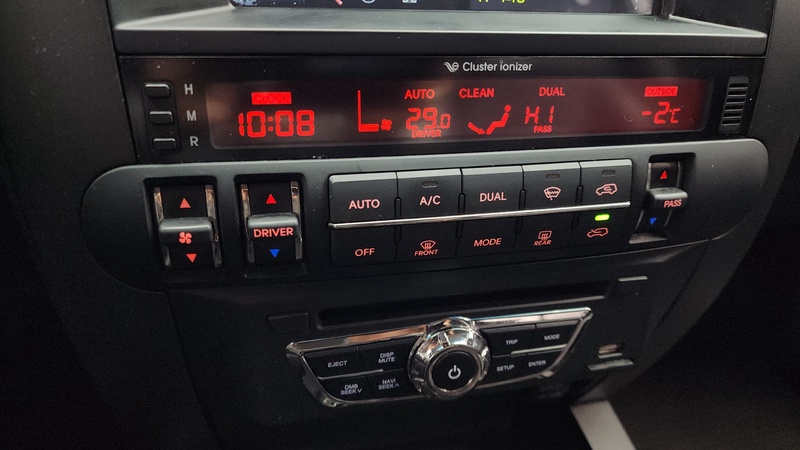 Cluster ionizer
H
M
R
CLOCK
10:08
AUTO
CLEAN
DUAL
29.0
DRIVER
HI
PASS
OUTSIDE
-2℃
AUTO
A/C
DUAL
DRIVER
PASS
OFF
FRONT
MODE
REAR
EJECT
DISP
MUTE
DMB
SEEK∨
NAVI
SEEK∧
TRIP
MODE
SETUP
ENTER